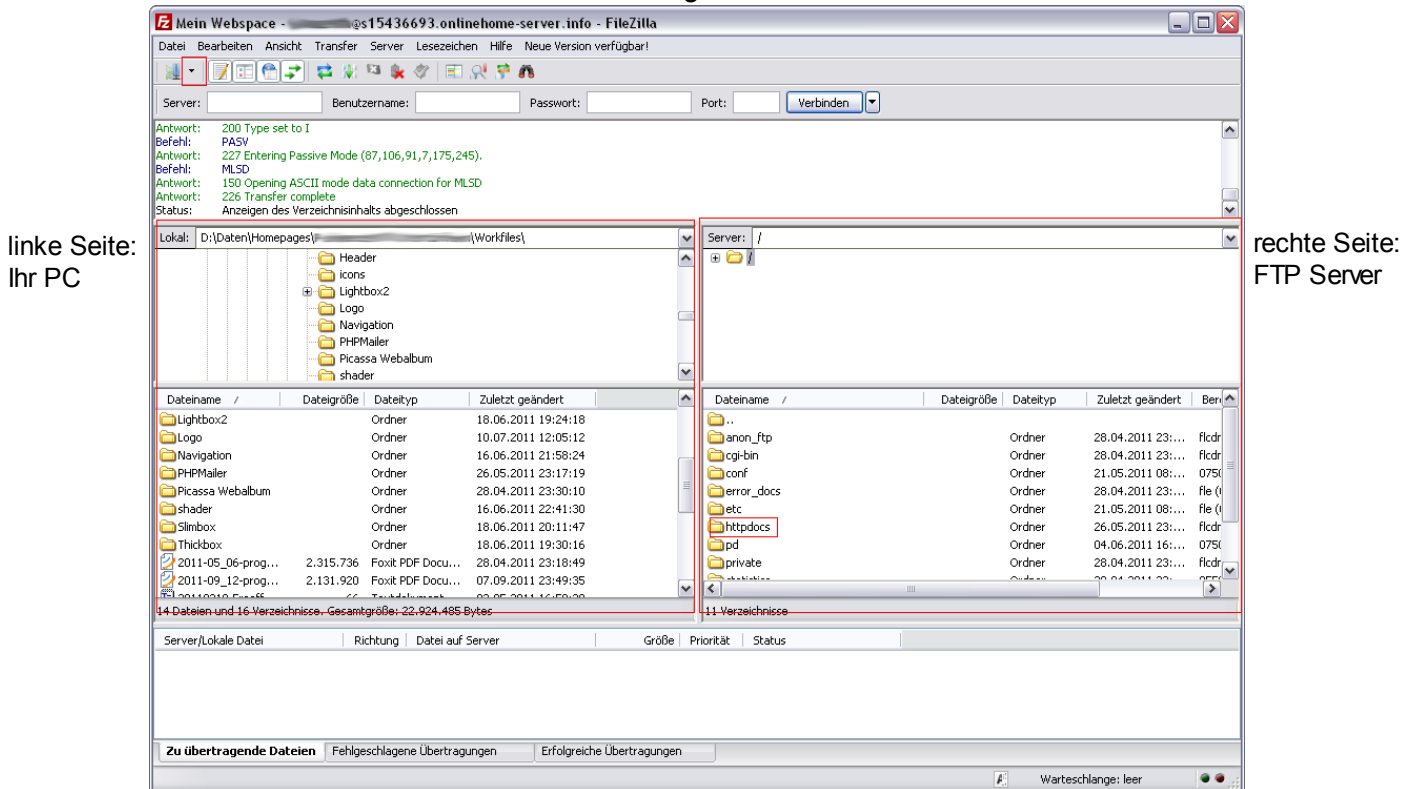 Mein Webspace - @s15436693.onlinehome-server.info - FileZilla
Datei Bearbeiten Ansicht Transfer Server Lesezeichen Hilfe Neue Version verfügbar!
Server: Benutzername: Passwort: Port: Verbinden
Antwort: 200 Type set to I
Befehl: PASV
Antwort: 227 Entering Passive Mode (87,106,91,7,175,245).
Befehl: MLSD
Antwort: 150 Opening ASCII mode data connection for MLSD
Antwort: 226 Transfer complete
Status: Anzeigen des Verzeichnisinhalts abgeschlossen
linke Seite:
Ihr PC
Lokal: D:\Daten\Homepages\ \Workfiles\
Header
icons
Lightbox2
Logo
Navigation
PHPMailer
Picassa Webalbum
shader
Dateiname / Dateigröße Dateityp Zuletzt geändert
Lightbox2 Ordner 18.06.2011 19:24:18
Logo Ordner 10.07.2011 12:05:12
Navigation Ordner 16.06.2011 21:58:24
PHPMailer Ordner 26.05.2011 23:17:19
Picassa Webalbum Ordner 28.04.2011 23:30:10
shader Ordner 16.06.2011 22:41:30
Slimbox Ordner 18.06.2011 20:11:47
Thickbox Ordner 18.06.2011 19:30:16
2011-05_06-prog... 2.315.736 Foxit PDF Docu... 28.04.2011 23:18:49
2011-09_12-prog... 2.131.920 Foxit PDF Docu... 07.09.2011 23:49:35
14 Dateien und 16 Verzeichnisse. Gesamtgröße: 22.924.485 Bytes
Server: /
/
Dateiname / Dateigröße Dateityp Zuletzt geändert Ber
..
anon_ftp Ordner 28.04.2011 23:... flcdr
cgi-bin Ordner 28.04.2011 23:... flcdr
conf Ordner 21.05.2011 08:... 075
error_docs Ordner 28.04.2011 23:... fle (
etc Ordner 21.05.2011 08:... fle (
httpdocs Ordner 26.05.2011 23:... flcdr
pd Ordner 04.06.2011 16:... 075
private Ordner 28.04.2011 23:... flcdr
11 Verzeichnisse
rechte Seite:
FTP Server
Server/Lokale Datei Richtung Datei auf Server Größe Priorität Status
Zu übertragende Dateien Fehlgeschlagene Übertragungen Erfolgreiche Übertragungen
Warteschlange: leer